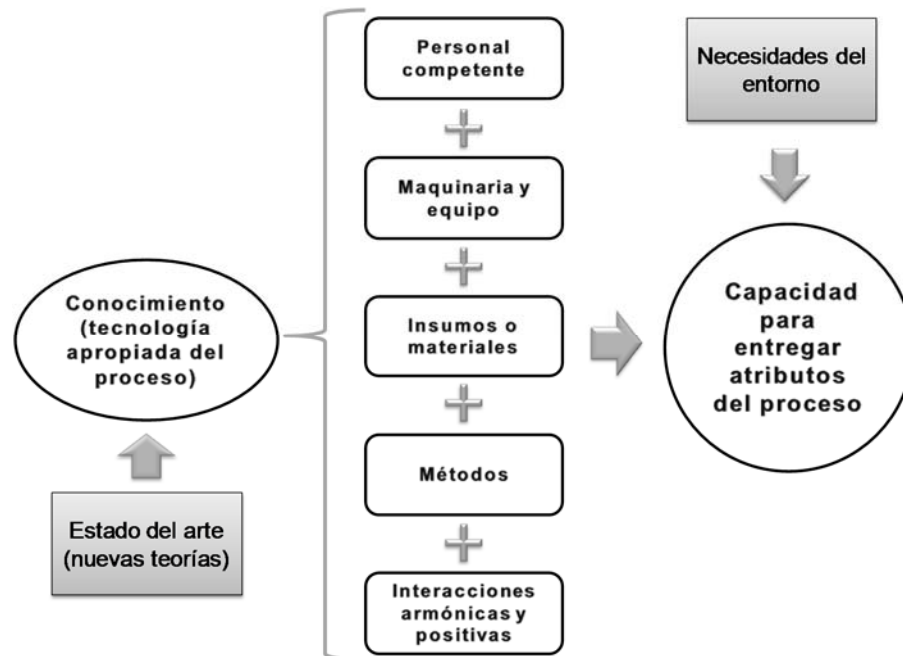 Personal
competente
Necesidades del
entorno
Maquinaria y
equipo
Conocimiento
(tecnología
apropiada del
proceso)
Insumos o
materiales
Capacidad
para
entregar
atributos
del proceso
Métodos
Estado del arte
(nuevas teorías)
Interacciones
armónicas y
positivas